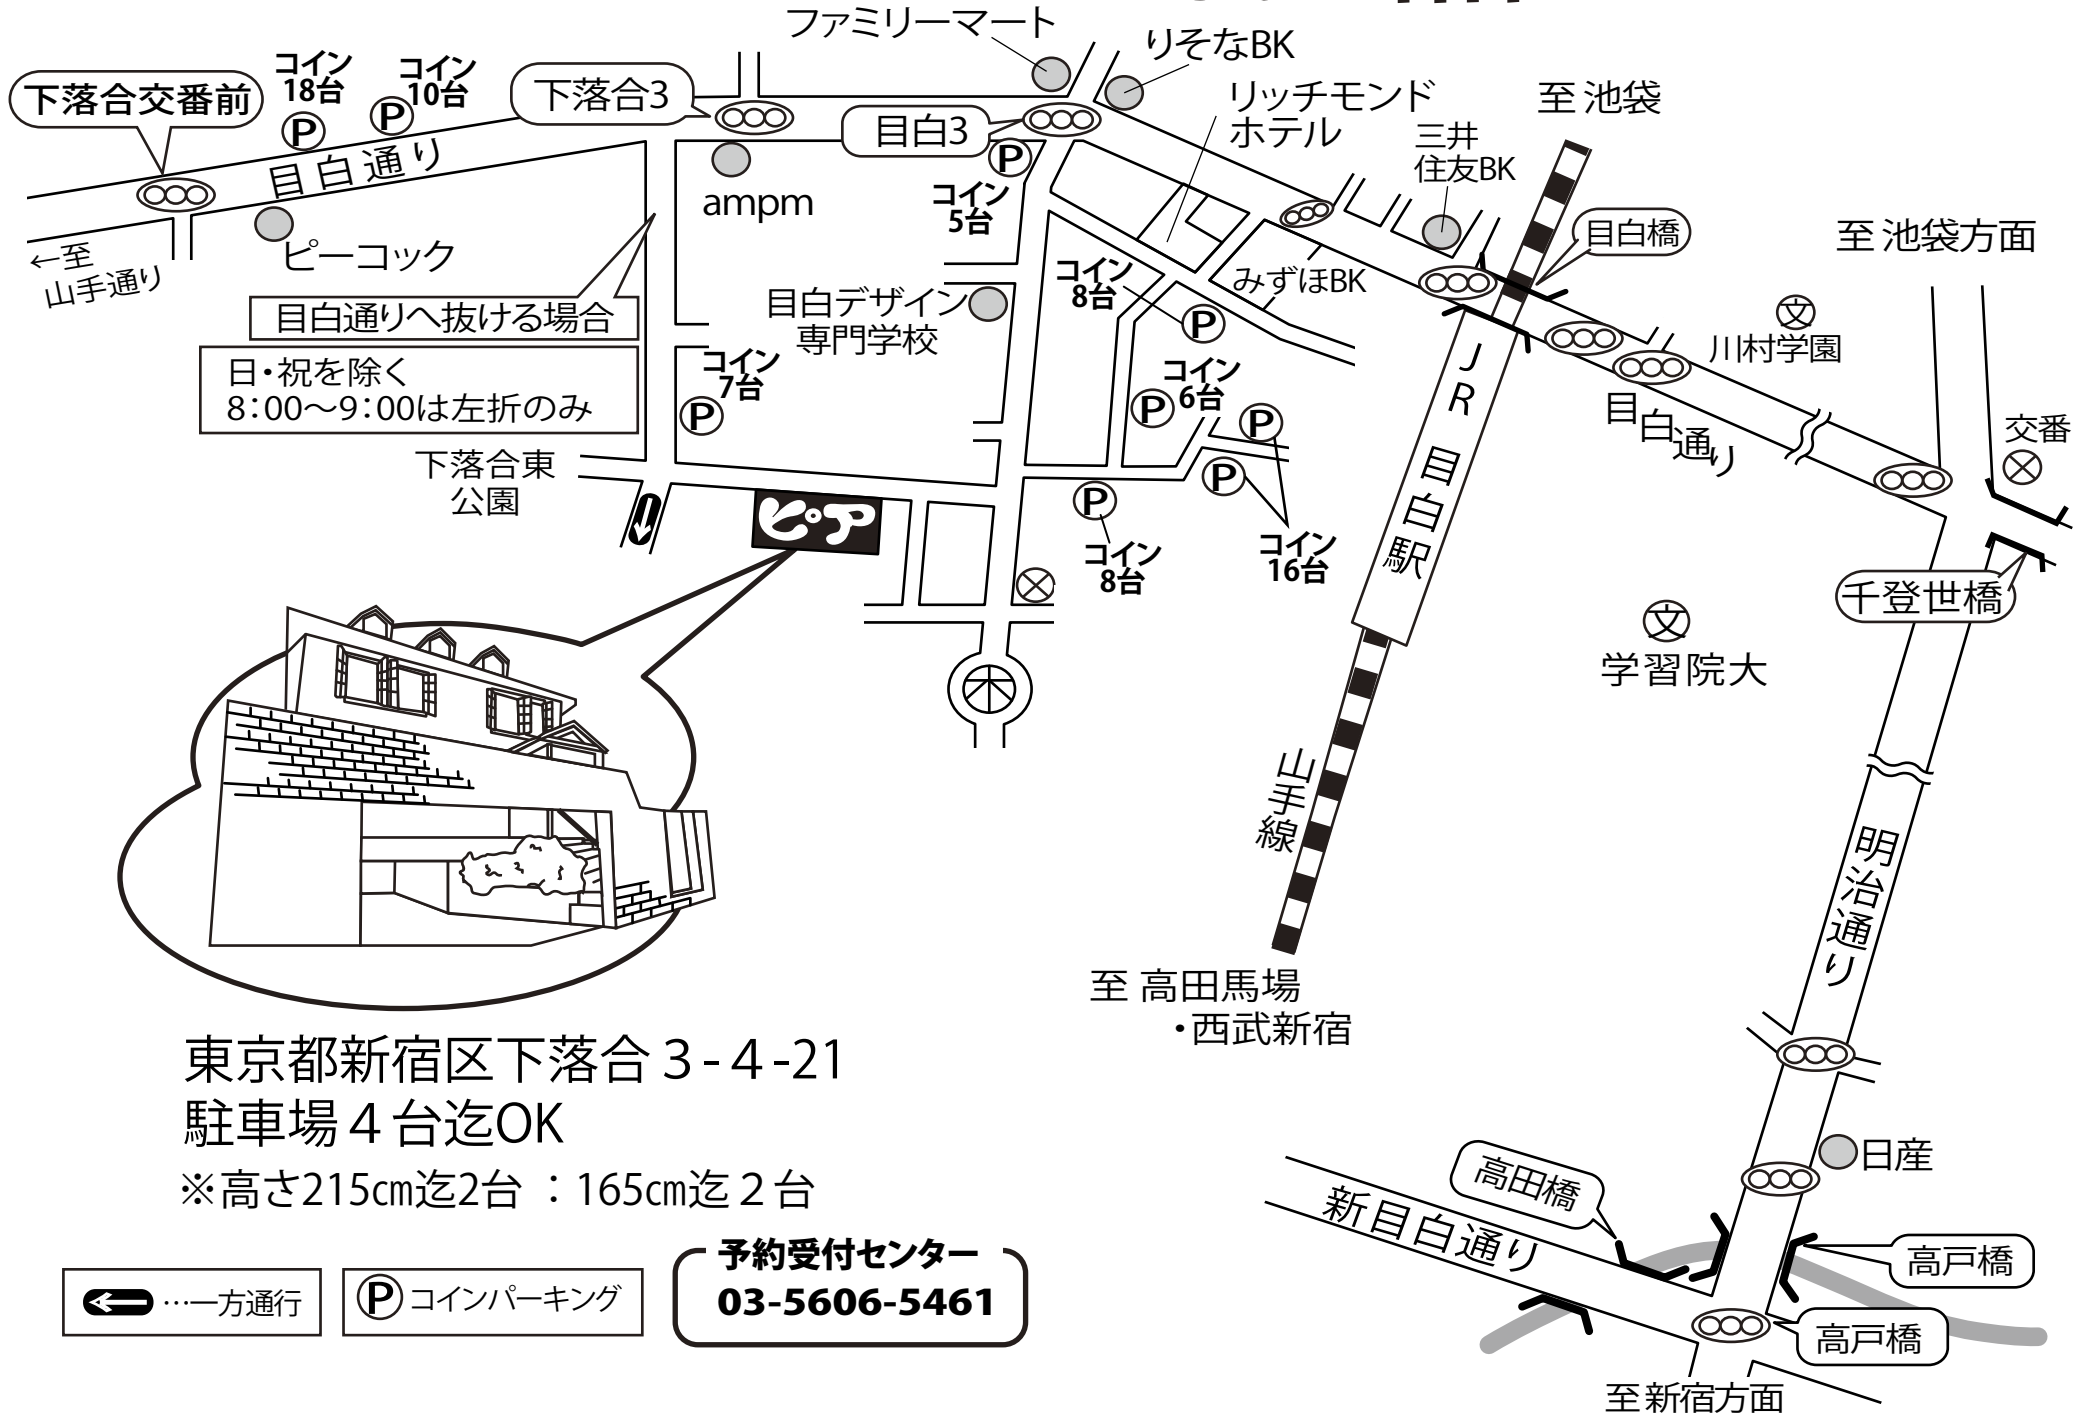 ファミリーマート
りそなBK
コイン
18台
コイン
10台
下落合交番前
下落合3
目白3
リッチモンド
ホテル
至 池袋
三井
住友BK
目白通り
ampm
コイン
5台
目白橋
至 池袋方面
←至
山手通り
ピーコック
コイン
8台
みずほBK
目白通りへ抜ける場合
目白デザイン
専門学校
文
川村学園
日・祝を除く
8:00〜9:00は左折のみ
コイン
7台
コイン
6台
JR 目白駅
目白通り
交番
下落合東
公園
ピア
コイン
8台
コイン
16台
千登世橋
文
学習院大
山手線
明治通り
至 高田馬場
・西武新宿
東京都新宿区下落合 3 - 4 -21
駐車場 4 台迄OK
※高さ215㎝迄2台 : 165㎝迄 2 台
日産
高田橋
新目白通り
高戸橋
高戸橋
至新宿方面
…一方通行
P コインパーキング
予約受付センター
03-5606-5461
P
P
P
P
P
P
P
P
P